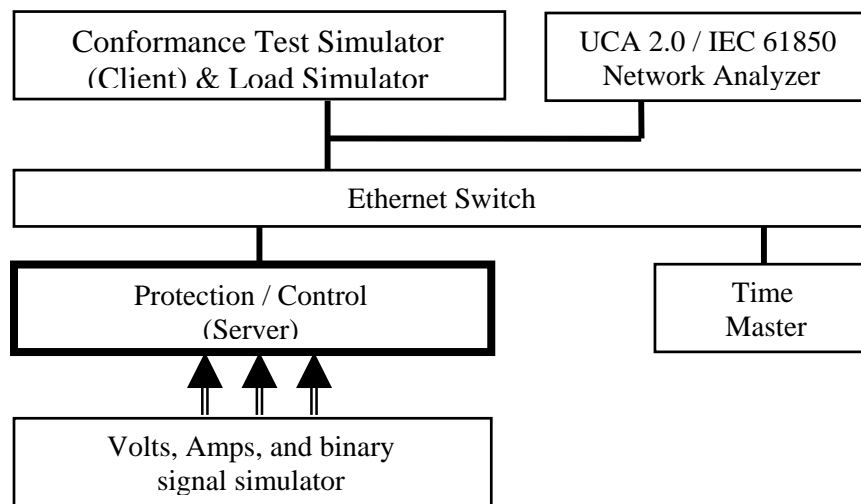 Conformance Test Simulator
(Client) & Load Simulator
UCA 2.0 / IEC 61850
Network Analyzer
Ethernet Switch
Protection / Control
(Server)
Time
Master
Volts, Amps, and binary
signal simulator